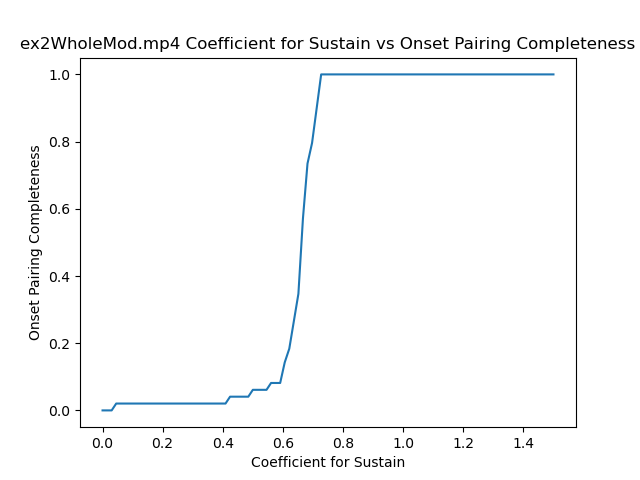 ex2WholeMod.mp4 Coefficient for Sustain vs Onset Pairing Completeness
1.0
0.8
0.6
0.4
0.2
0.0
Onset Pairing Completeness
0.0 0.2 0.4 0.6 0.8 1.0 1.2 1.4
Coefficient for Sustain